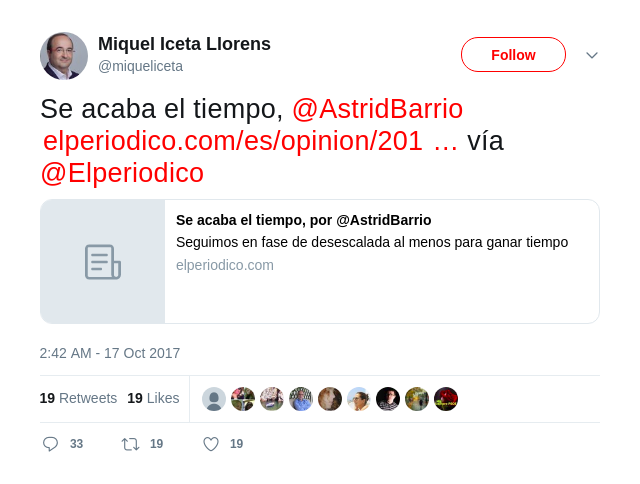 Miquel Iceta Llorens
@miqueliceta
Follow
Se acaba el tiempo, @AstridBarrio
elperiodico.com/es/opinion/201 … vía
@Elperiodico
Se acaba el tiempo, por @AstridBarrio
Seguimos en fase de desescalada al menos para ganar tiempo
elperiodico.com
2:42 AM - 17 Oct 2017
19 Retweets 19 Likes
33 19 19